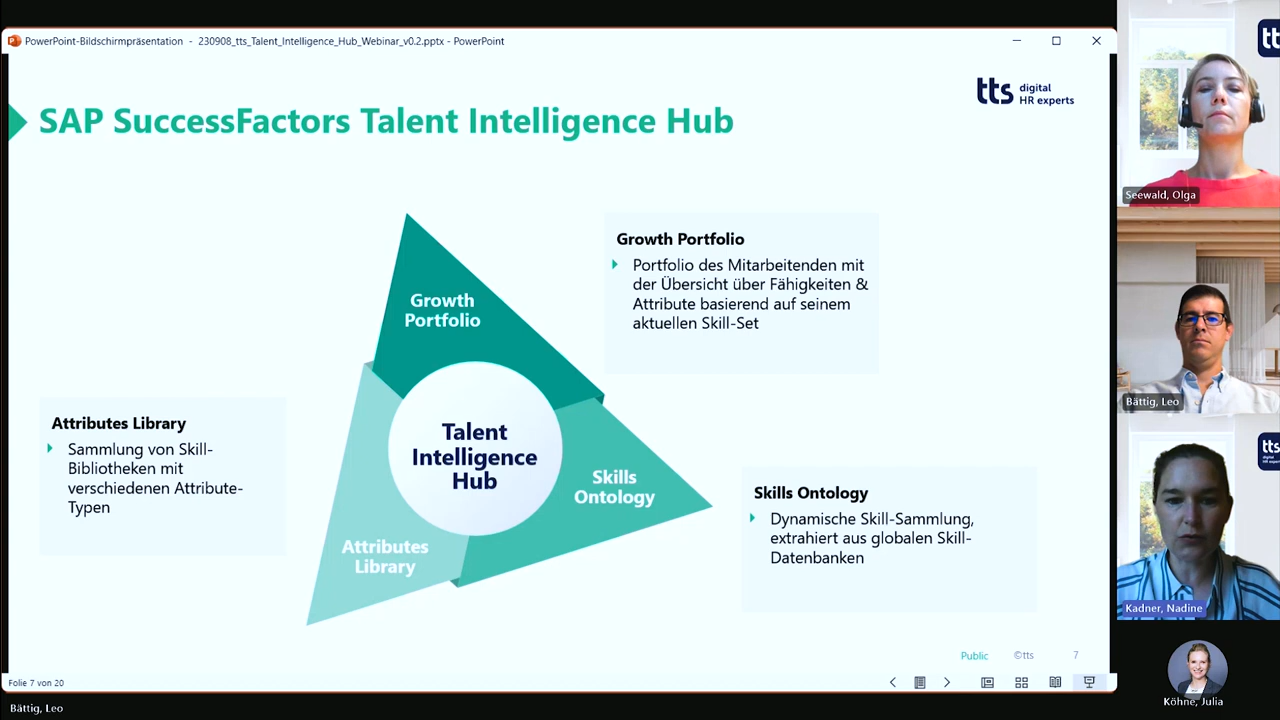 PowerPoint-Bildschirmpräsentation - 230908_tts_Talent_Intelligence_Hub_Webinar_v0.2.pptx - PowerPoint
tts digital
HR experts
SAP SuccessFactors Talent Intelligence Hub
Growth
Portfolio
Growth Portfolio
Portfolio des Mitarbeitenden mit
der Übersicht über Fähigkeiten &
Attribute basierend auf seinem
aktuellen Skill-Set
Attributes Library
Sammlung von Skill-
Bibliotheken mit
verschiedenen Attribute-
Typen
Talent
Intelligence
Hub
Skills
Ontology
Attributes
Library
Skills Ontology
Dynamische Skill-Sammlung,
extrahiert aus globalen Skill-
Datenbanken
Public ©tts 7
Folie 7 von 20
Bättig, Leo
tt
Seewald, Olga
Bättig, Leo
tts
digital
Kadner, Nadine
Köhne, Julia